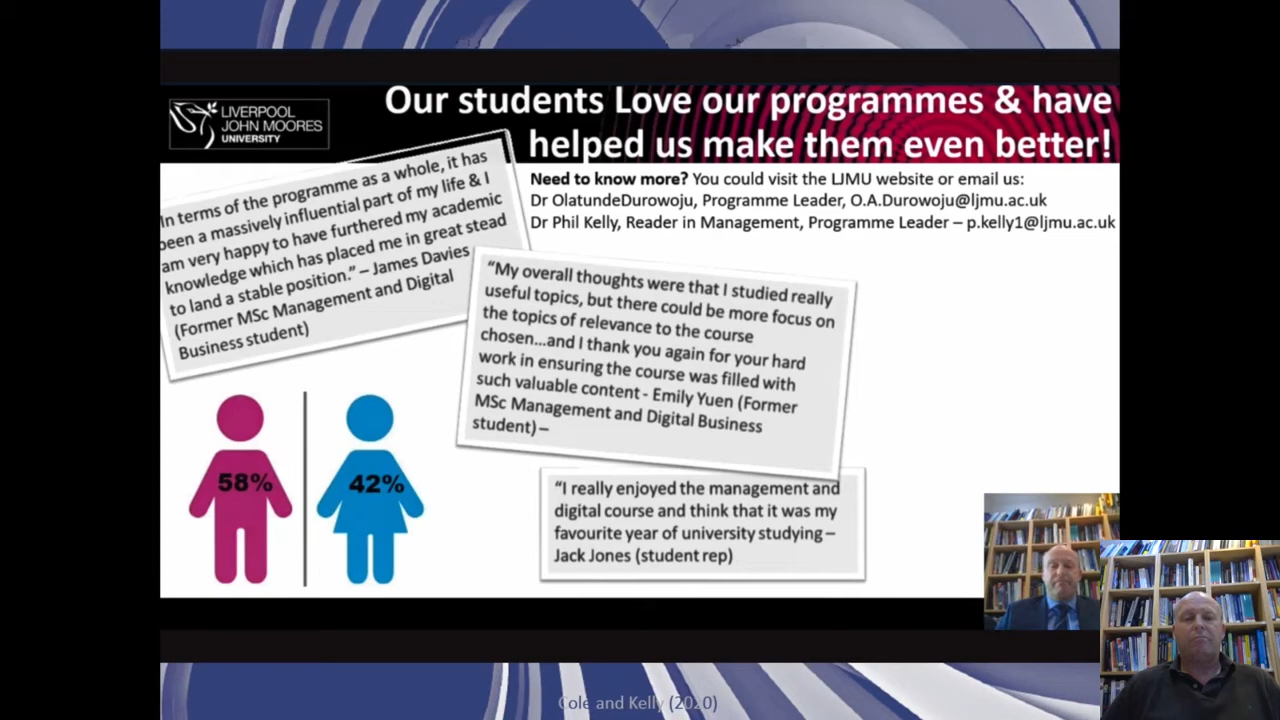 LIVERPOOL
JOHN MOORES
UNIVERSITY
Our students Love our programmes & have
helped us make them even better!
Need to know more? You could visit the LJMU website or email us:
Dr OlatundeDurowoju, Programme Leader, O.A.Durowoju@ljmu.ac.uk
Dr Phil Kelly, Reader in Management, Programme Leader – p.kelly1@ljmu.ac.uk
In terms of the programme as a whole, it has
been a massively influential part of my life & I
am very happy to have furthered my academic
knowledge which has placed me in great stead
to land a stable position.” – James Davies
(Former MSc Management and Digital
Business student)
“My overall thoughts were that I studied really
useful topics, but there could be more focus on
the topics of relevance to the course
chosen...and I thank you again for your hard
work in ensuring the course was filled with
such valuable content - Emily Yuen (Former
MSc Management and Digital Business
student) –
58%
42%
“I really enjoyed the management and
digital course and think that it was my
favourite year of university studying –
Jack Jones (student rep)
Cole and Kelly (2020)